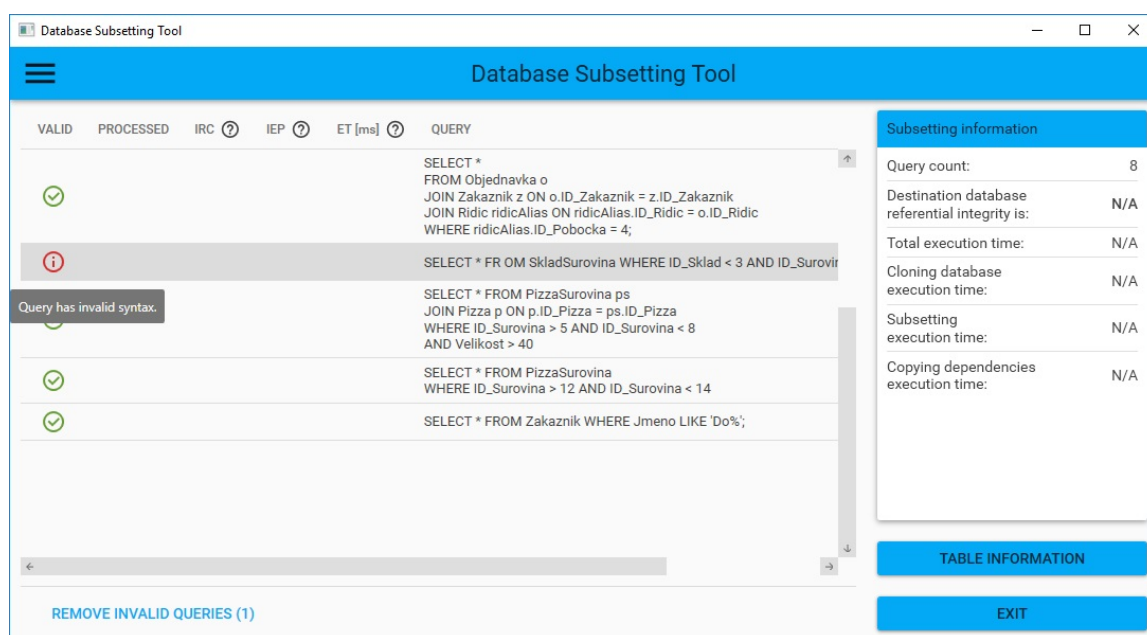 Database Subsetting Tool
Database Subsetting Tool
VALID PROCESSED IRC ? IEP ? ET [ms] ? QUERY
SELECT *
FROM Objednavka o
JOIN Zakaznik z ON o.ID_Zakaznik = z.ID_Zakaznik
JOIN Ridic ridicAlias ON ridicAlias.ID_Ridic = o.ID_Ridic
WHERE ridicAlias.ID_Pobocka = 4;
SELECT * FR OM SkladSurovina WHERE ID_Sklad < 3 AND
Query has invalid syntax.
SELECT * FROM PizzaSurovina ps
JOIN Pizza p ON p.ID_Pizza = ps.ID_Pizza
WHERE ID_Surovina > 5 AND ID_Surovina < 8
AND Velikost > 40
SELECT * FROM PizzaSurovina
WHERE ID_Surovina > 12 AND ID_Surovina < 14
SELECT * FROM Zakaznik WHERE Jmeno LIKE 'Do%';
REMOVE INVALID QUERIES (1)
Subsetting information
Query count: 8
Destination database
referential integrity is: N/A
Total execution time: N/A
Cloning database
execution time: N/A
Subsetting
execution time: N/A
Copying dependencies
execution time: N/A
TABLE INFORMATION
EXIT